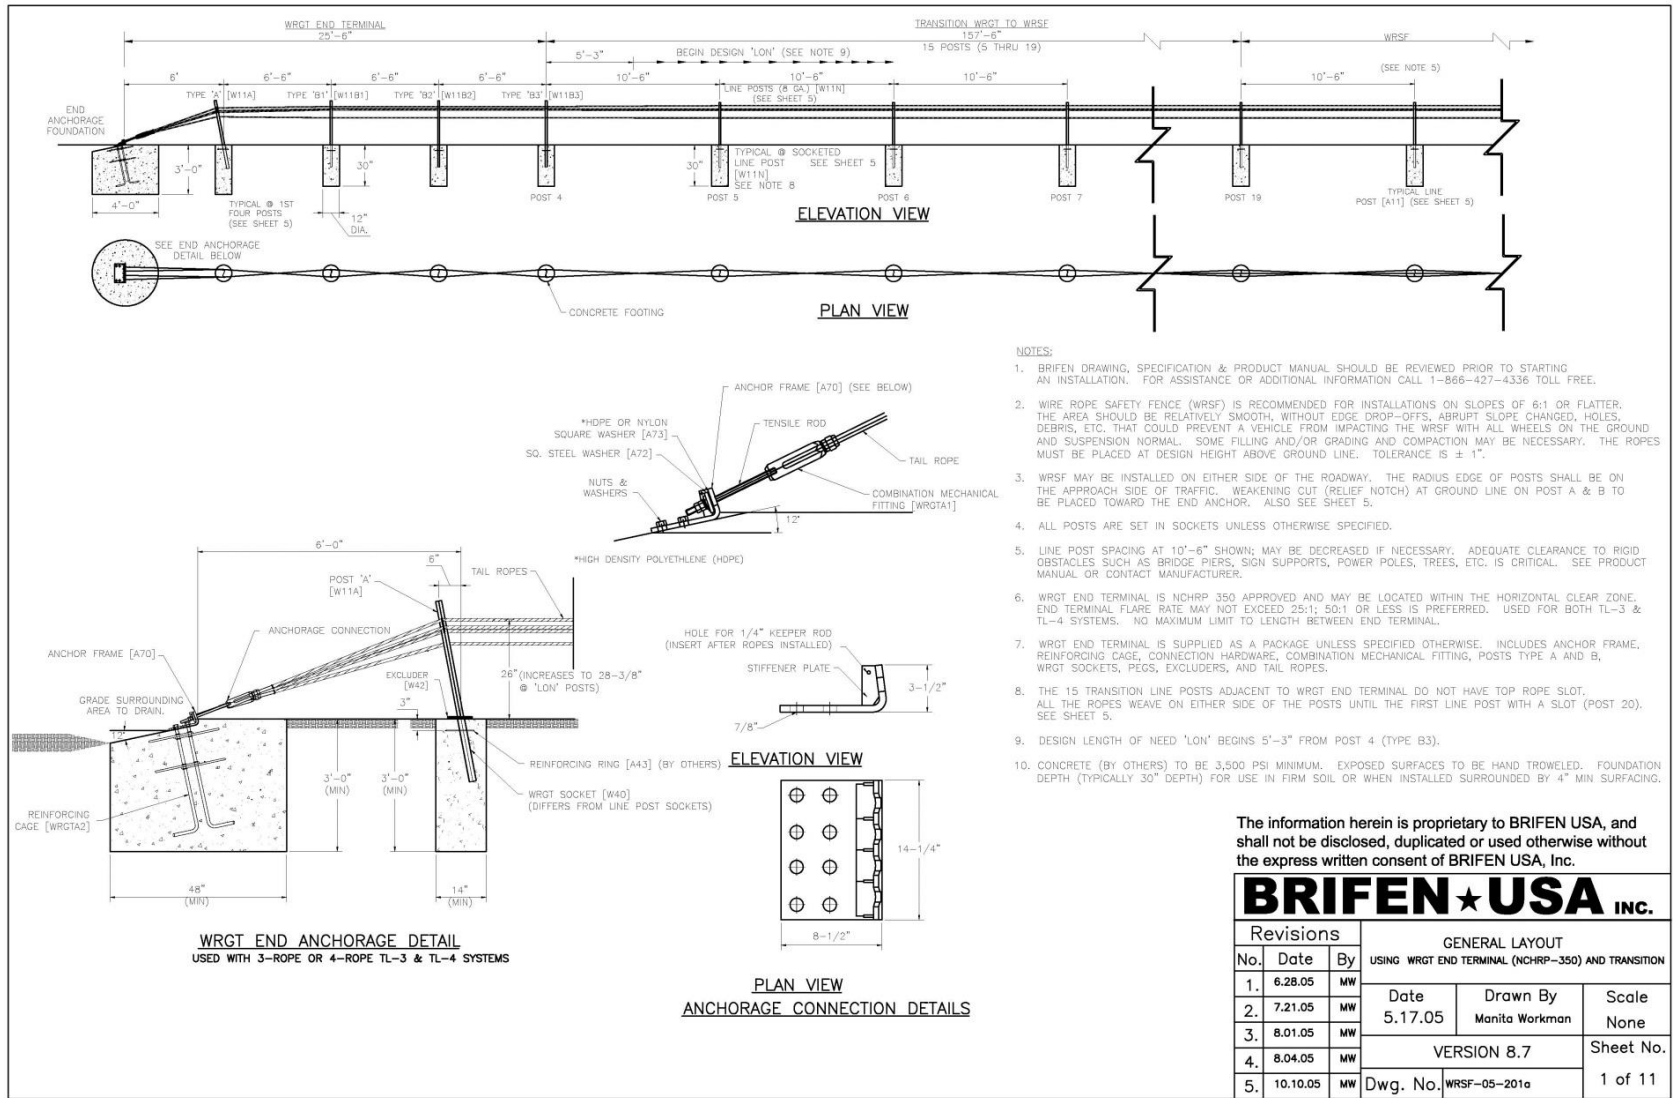 WRGT END TERMINAL
25'-6"
TRANSITION WRGT TO WRSF
157'-6"
15 POSTS (5 THRU 19)
WRSF
5'-3"
BEGIN DESIGN 'LON' (SEE NOTE 9)
(SEE NOTE 5)
6'
6'-6"
6'-6"
6'-6"
10'-6"
10'-6"
10'-6"
10'-6"
TYPE 'A' [W11A]
TYPE 'B1' [W11B1]
TYPE 'B2' [W11B2]
TYPE 'B3' [W11B3]
LINE POSTS (8 GA.) [W11N]
(SEE SHEET 5)
END
ANCHORAGE
FOUNDATION
3'-0"
30"
30"
TYPICAL @ SOCKETED
LINE POST SEE SHEET 5
[W11N]
SEE NOTE 8
4'-0"
TYPICAL @ 1ST
FOUR POSTS
(SEE SHEET 5)
12"
DIA.
POST 4
POST 5
POST 6
POST 7
POST 19
TYPICAL LINE
POST [A11] (SEE SHEET 5)
ELEVATION VIEW
SEE END ANCHORAGE
DETAIL BELOW
CONCRETE FOOTING
PLAN VIEW
ANCHOR FRAME [A70] (SEE BELOW)
*HDPE OR NYLON
SQUARE WASHER [A73]
TENSILE ROD
SQ. STEEL WASHER [A72]
TAIL ROPE
NUTS &
WASHERS
COMBINATION MECHANICAL
FITTING [WRGTA1]
12°
*HIGH DENSITY POLYETHLENE (HDPE)
6'-0"
6"
POST 'A'
[W11A]
TAIL ROPES
ANCHORAGE CONNECTION
ANCHOR FRAME [A70]
EXCLUDER
[W42]
26" (INCREASES TO 28-3/8"
@ 'LON' POSTS)
GRADE SURROUNDING
AREA TO DRAIN.
3"
12°
REINFORCING RING [A43] (BY OTHERS)
3'-0"
(MIN)
3'-0"
(MIN)
WRGT SOCKET [W40]
(DIFFERS FROM LINE POST SOCKETS)
REINFORCING
CAGE [WRGTA2]
48"
(MIN)
14"
(MIN)
WRGT END ANCHORAGE DETAIL
USED WITH 3-ROPE OR 4-ROPE TL-3 & TL-4 SYSTEMS
HOLE FOR 1/4" KEEPER ROD
(INSERT AFTER ROPES INSTALLED)
STIFFENER PLATE
3-1/2"
7/8"
ELEVATION VIEW
14-1/4"
8-1/2"
PLAN VIEW
ANCHORAGE CONNECTION DETAILS
NOTES:
1. BRIFEN DRAWING, SPECIFICATION & PRODUCT MANUAL SHOULD BE REVIEWED PRIOR TO STARTING
AN INSTALLATION. FOR ASSISTANCE OR ADDITIONAL INFORMATION CALL 1-866-427-4336 TOLL FREE.
2. WIRE ROPE SAFETY FENCE (WRSF) IS RECOMMENDED FOR INSTALLATIONS ON SLOPES OF 6:1 OR FLATTER.
THE AREA SHOULD BE RELATIVELY SMOOTH, WITHOUT EDGE DROP-OFFS, ABRUPT SLOPE CHANGED, HOLES,
DEBRIS, ETC. THAT COULD PREVENT A VEHICLE FROM IMPACTING THE WRSF WITH ALL WHEELS ON THE GROUND
AND SUSPENSION NORMAL. SOME FILLING AND/OR GRADING AND COMPACTION MAY BE NECESSARY. THE ROPES
MUST BE PLACED AT DESIGN HEIGHT ABOVE GROUND LINE. TOLERANCE IS ± 1".
3. WRSF MAY BE INSTALLED ON EITHER SIDE OF THE ROADWAY. THE RADIUS EDGE OF POSTS SHALL BE ON
THE APPROACH SIDE OF TRAFFIC. WEAKENING CUT (RELIEF NOTCH) AT GROUND LINE ON POST A & B TO
BE PLACED TOWARD THE END ANCHOR. ALSO SEE SHEET 5.
4. ALL POSTS ARE SET IN SOCKETS UNLESS OTHERWISE SPECIFIED.
5. LINE POST SPACING AT 10'-6" SHOWN; MAY BE DECREASED IF NECESSARY. ADEQUATE CLEARANCE TO RIGID
OBSTACLES SUCH AS BRIDGE PIERS, SIGN SUPPORTS, POWER POLES, TREES, ETC. IS CRITICAL. SEE PRODUCT
MANUAL OR CONTACT MANUFACTURER.
6. WRGT END TERMINAL IS NCHRP 350 APPROVED AND MAY BE LOCATED WITHIN THE HORIZONTAL CLEAR ZONE.
END TERMINAL FLARE RATE MAY NOT EXCEED 25:1; 50:1 OR LESS IS PREFERRED. USED FOR BOTH TL-3 &
TL-4 SYSTEMS. NO MAXIMUM LIMIT TO LENGTH BETWEEN END TERMINAL.
7. WRGT END TERMINAL IS SUPPLIED AS A PACKAGE UNLESS SPECIFIED OTHERWISE. INCLUDES ANCHOR FRAME,
REINFORCING CAGE, CONNECTION HARDWARE, COMBINATION MECHANICAL FITTING, POSTS TYPE A AND B,
WRGT SOCKETS, PEGS, EXCLUDERS, AND TAIL ROPES.
8. THE 15 TRANSITION LINE POSTS ADJACENT TO WRGT END TERMINAL DO NOT HAVE TOP ROPE SLOT.
ALL THE ROPES WEAVE ON EITHER SIDE OF THE POSTS UNTIL THE FIRST LINE POST WITH A SLOT (POST 20).
SEE SHEET 5.
9. DESIGN LENGTH OF NEED 'LON' BEGINS 5'-3" FROM POST 4 (TYPE B3).
10. CONCRETE (BY OTHERS) TO BE 3,500 PSI MINIMUM. EXPOSED SURFACES TO BE HAND TROWELED. FOUNDATION
DEPTH (TYPICALLY 30" DEPTH) FOR USE IN FIRM SOIL OR WHEN INSTALLED SURROUNDED BY 4" MIN SURFACING.
The information herein is proprietary to BRIFEN USA, and
shall not be disclosed, duplicated or used otherwise without
the express written consent of BRIFEN USA, Inc.
BRIFEN★USA INC.
Revisions
No. Date By
1. 6.28.05 MW
2. 7.21.05 MW
3. 8.01.05 MW
4. 8.04.05 MW
5. 10.10.05 MW
GENERAL LAYOUT
USING WRGT END TERMINAL (NCHRP-350) AND TRANSITION
Date
5.17.05
Drawn By
Manita Workman
Scale
None
VERSION 8.7
Sheet No.
1 of 11
Dwg. No. WRSF-05-201a